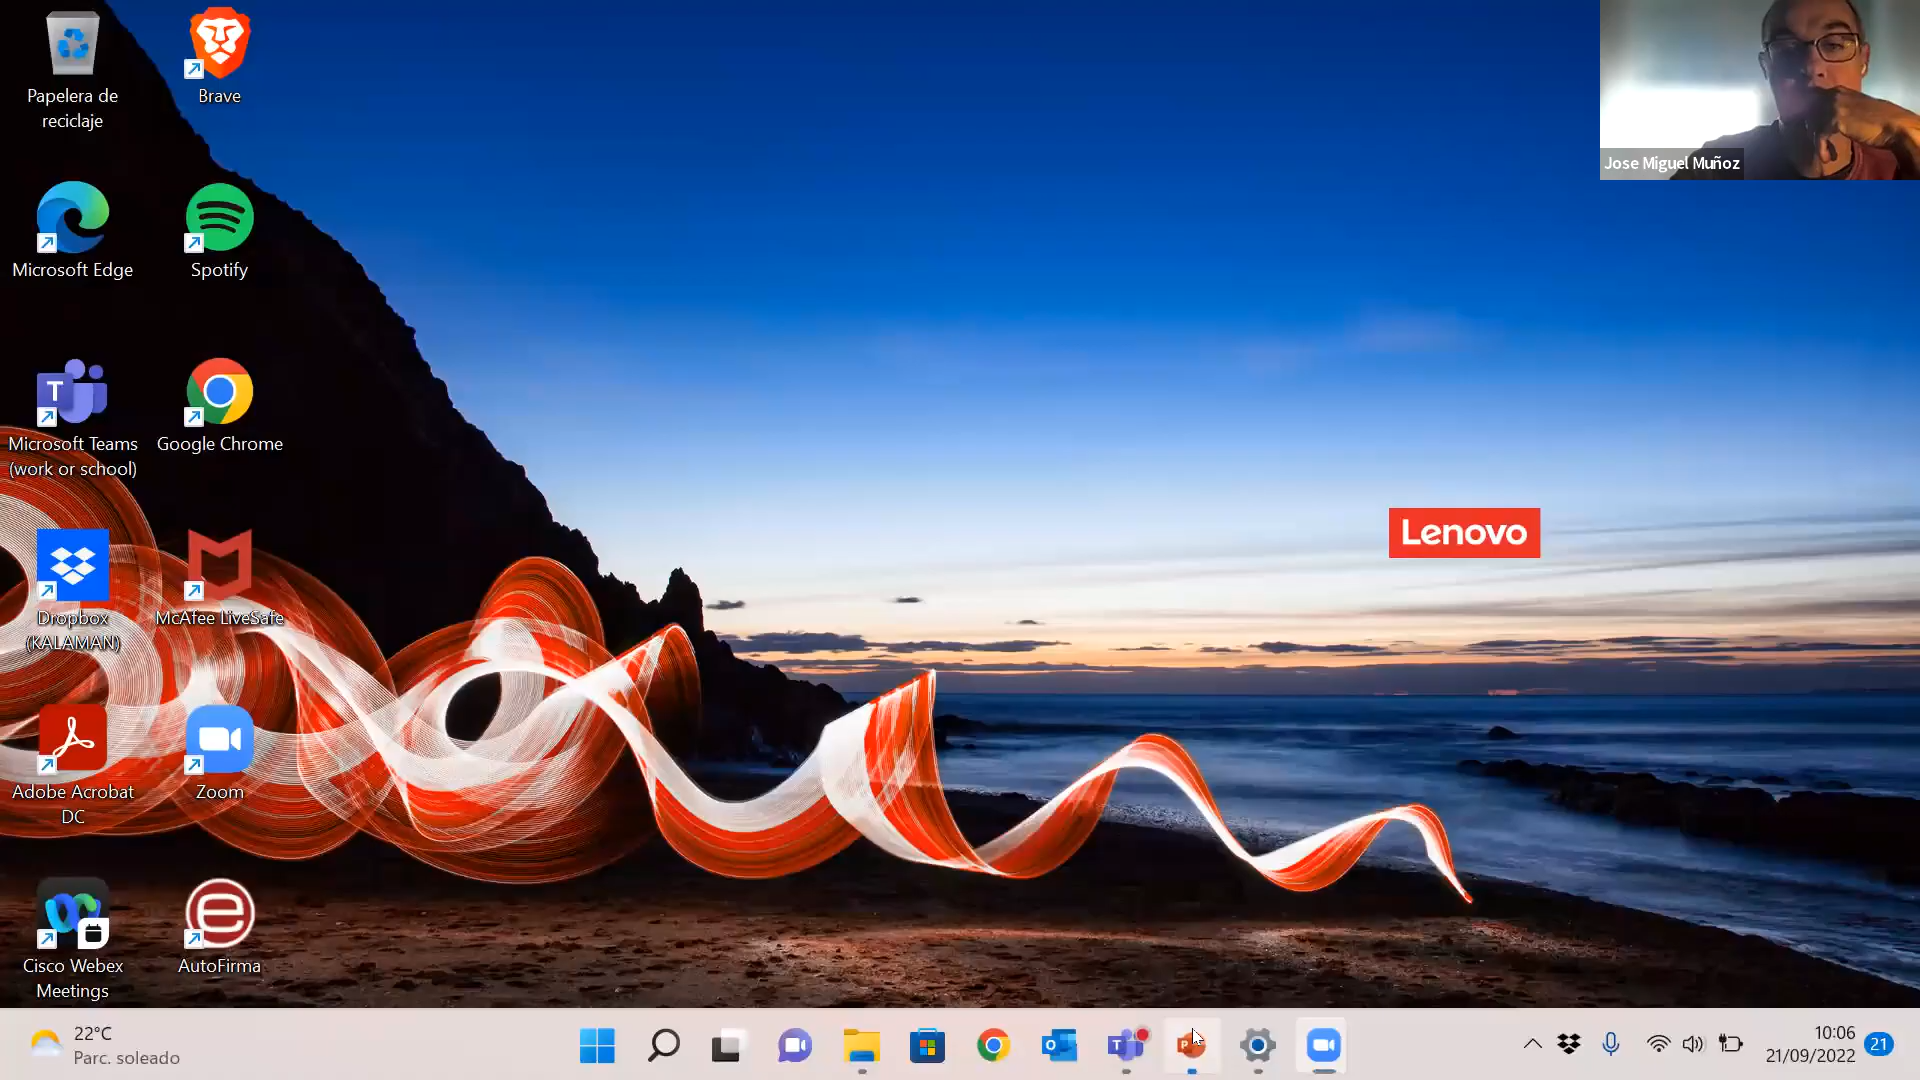 Papelera de
reciclaje
Brave
Microsoft Edge
Spotify
T
Microsoft Teams
(work or school)
Google Chrome
Dropbox
(KALAMAN)
McAfee LiveSafe
Adobe Acrobat
DC
Zoom
Cisco Webex
Meetings
AutoFirma
Jose Miguel Muñoz
Lenovo
22°C
Parc. soleado
O
T
P
10:06
21/09/2022
21